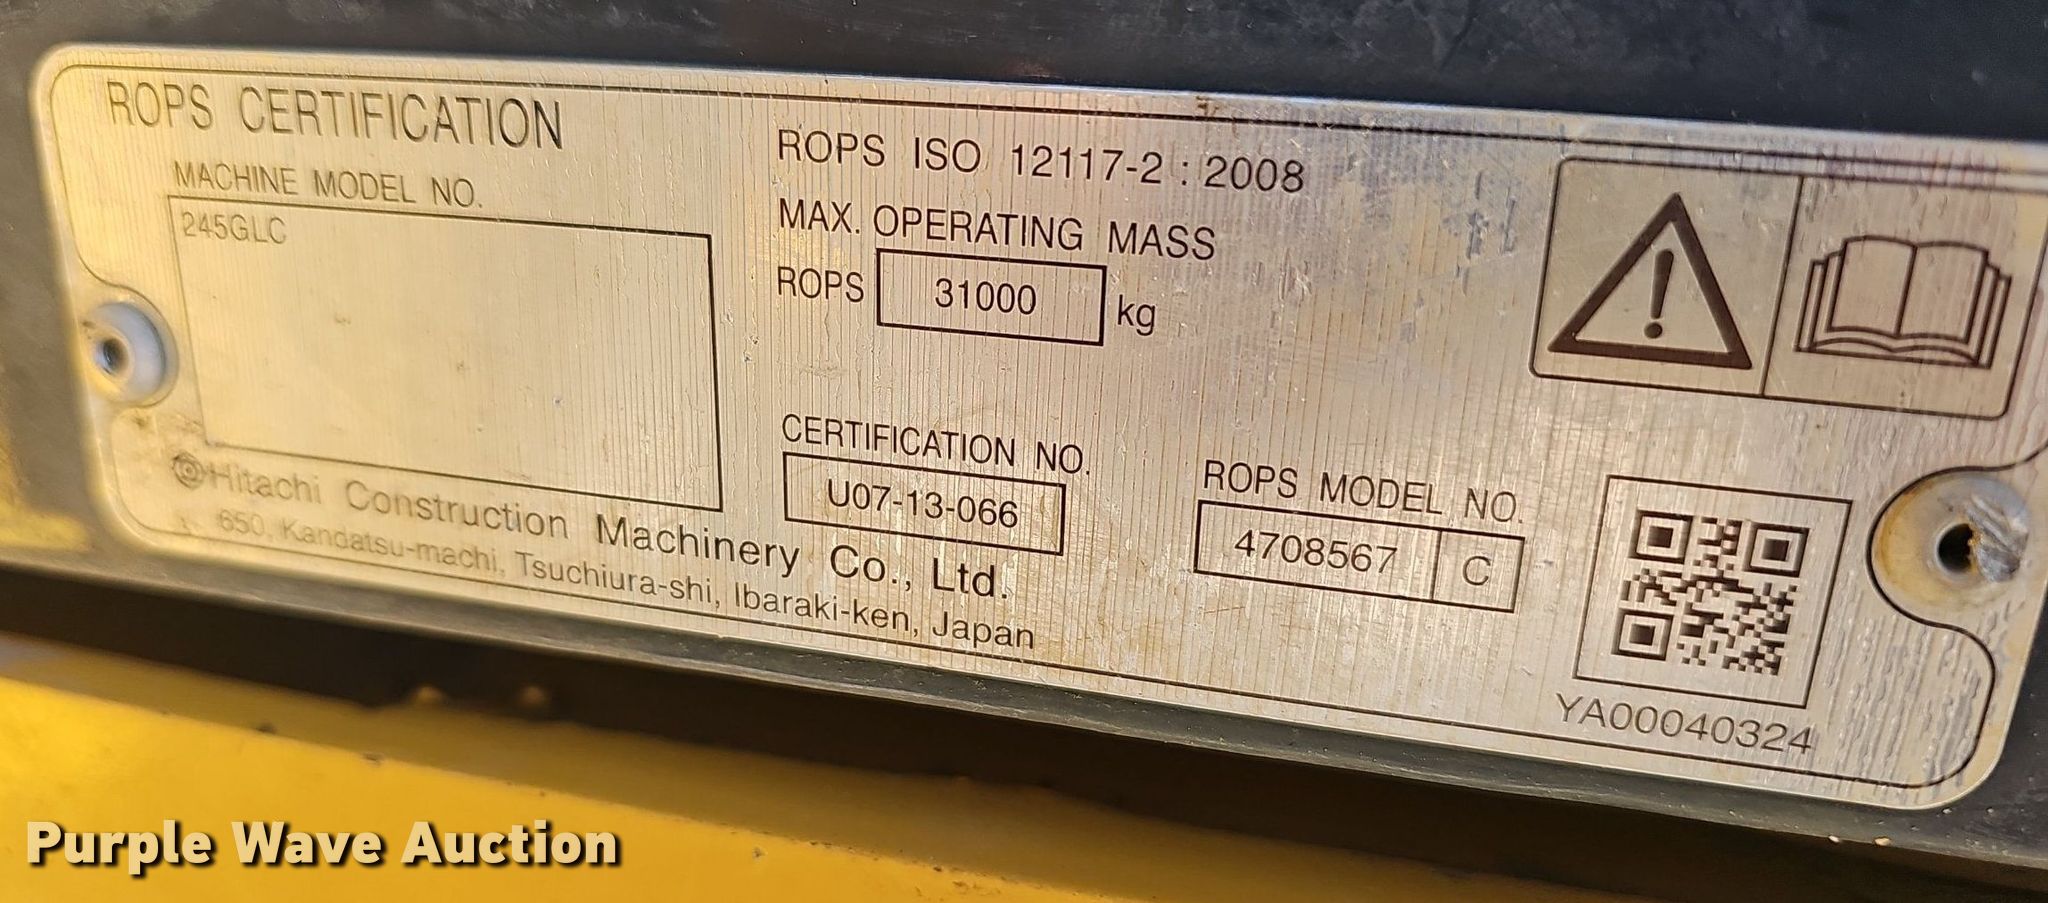 ROPS CERTIFICATION
MACHINE MODEL NO.
245GLC
ROPS ISO 12117-2 : 2008
MAX. OPERATING MASS
ROPS 31000 kg
CERTIFICATION NO.
U07-13-066
ROPS MODEL NO.
4708567 C
Hitachi Construction Machinery Co., Ltd.
650, Kandatsu-machi, Tsuchiura-shi, Ibaraki-ken, Japan
YA00040324
Purple Wave Auction